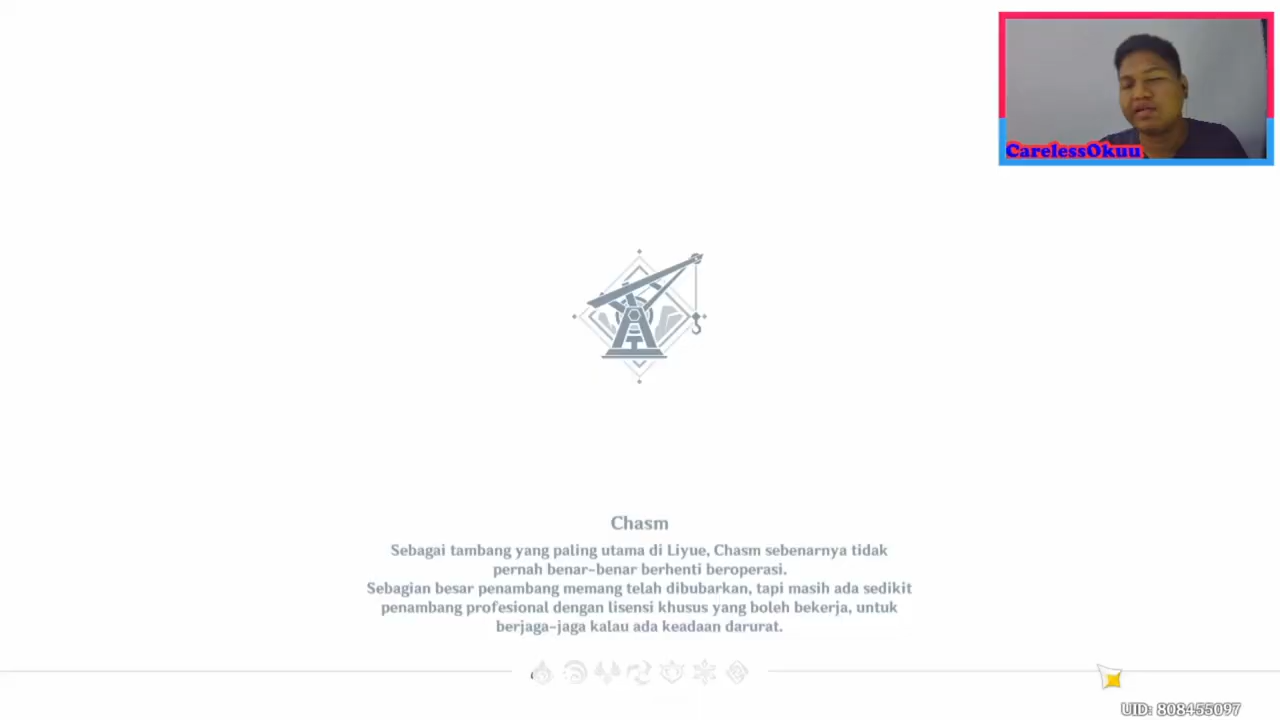 CarelessOkuu
Chasm
Sebagai tambang yang paling utama di Liyue, Chasm sebenarnya tidak
pernah benar-benar berhenti beroperasi.
Sebagian besar penambang memang telah dibubarkan, tapi masih ada sedikit
penambang profesional dengan lisensi khusus yang boleh bekerja, untuk
berjaga-jaga kalau ada keadaan darurat.
UID: 808455097